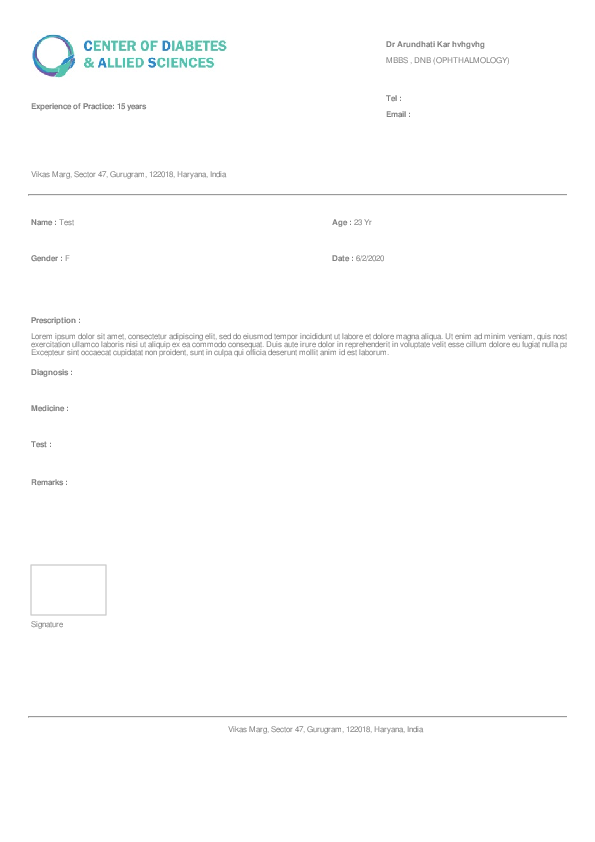 CENTER OF DIABETES
& ALLIED SCIENCES
Dr Arundhati Kar hvhgvhg
MBBS , DNB (OPHTHALMOLOGY)
Experience of Practice: 15 years
Tel :
Email :
Vikas Marg, Sector 47, Gurugram, 122018, Haryana, India
Name : Test
Age : 23 Yr
Gender : F
Date : 6/2/2020
Prescription :
Lorem ipsum dolor sit amet, consectetur adipiscing elit, sed do eiusmod tempor incididunt ut labore et dolore magna aliqua. Ut enim ad minim veniam, quis nost
exercitation ullamco laboris nisi ut aliquip ex ea commodo consequat. Duis aute irure dolor in reprehenderit in voluptate velit esse cillum dolore eu fugiat nulla pa
Excepteur sint occaecat cupidatat non proident, sunt in culpa qui officia deserunt mollit anim id est laborum.
Diagnosis :
Medicine :
Test :
Remarks :
Signature
Vikas Marg, Sector 47, Gurugram, 122018, Haryana, India